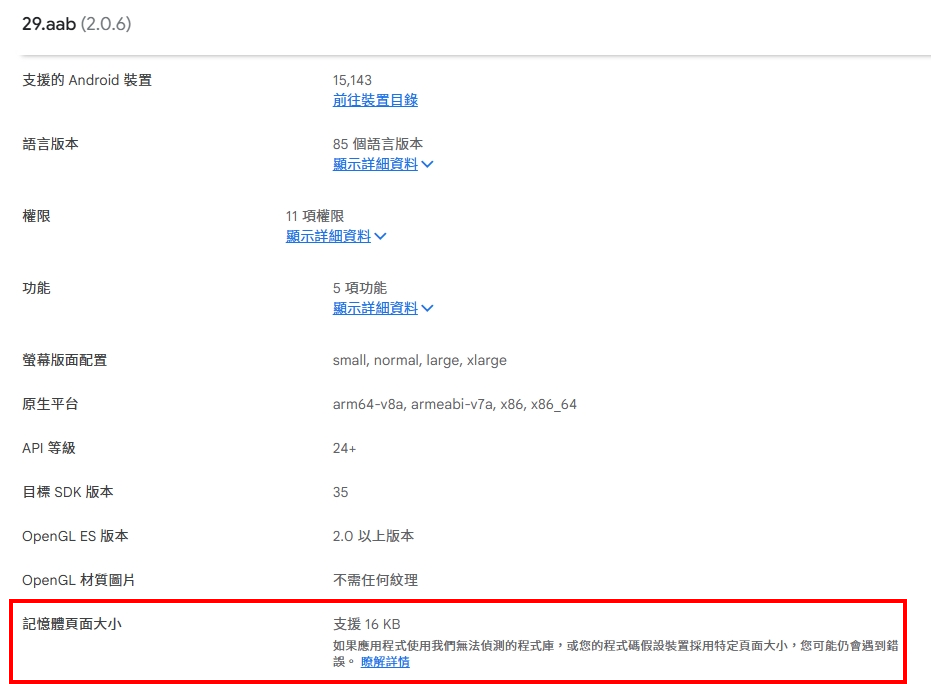 29.aab (2.0.6)
支援的 Android 裝置
15,143
前往裝置目錄
語言版本
85 個語言版本
顯示詳細資料
權限
11 項權限
顯示詳細資料
功能
5 項功能
顯示詳細資料
螢幕版面配置
small, normal, large, xlarge
原生平台
arm64-v8a, armeabi-v7a, x86, x86_64
API 等級
24+
目標 SDK 版本
35
OpenGL ES 版本
2.0 以上版本
OpenGL 材質圖片
不需任何紋理
記憶體頁面大小
支援 16 KB
如果應用程式使用我們無法偵測的程式庫，或您的程式碼假設裝置採用特定頁面大小，您可能仍會遇到錯
誤。 瞭解詳情